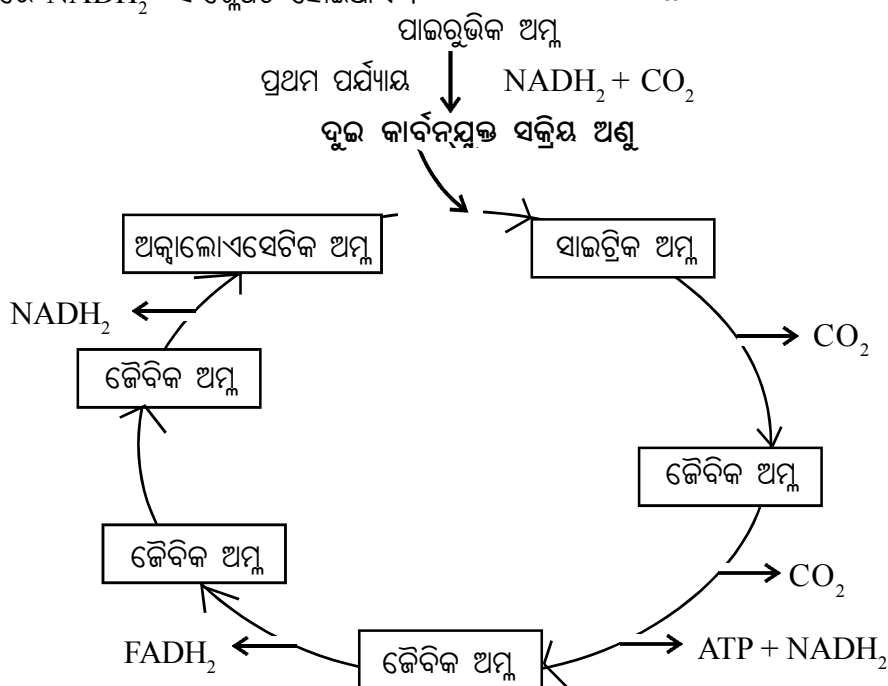 NADH₂
ପାଇରୁଭିକ ଅମ୍ଳ
ପ୍ରଥମ ପର୍ଯ୍ୟାୟ NADH₂ + CO₂
ଦୁଇ କାର୍ବନ୍‌ଯୁକ୍ତ ସକ୍ରିୟ ଅଣୁ
ଅକ୍ସାଲୋଏସେଟିକ ଅମ୍ଳ
ସାଇଟ୍ରିକ ଅମ୍ଳ
NADH₂
CO₂
ଜୈବିକ ଅମ୍ଳ
ଜୈବିକ ଅମ୍ଳ
ଜୈବିକ ଅମ୍ଳ
CO₂
FADH₂
ଜୈବିକ ଅମ୍ଳ
ATP + NADH₂